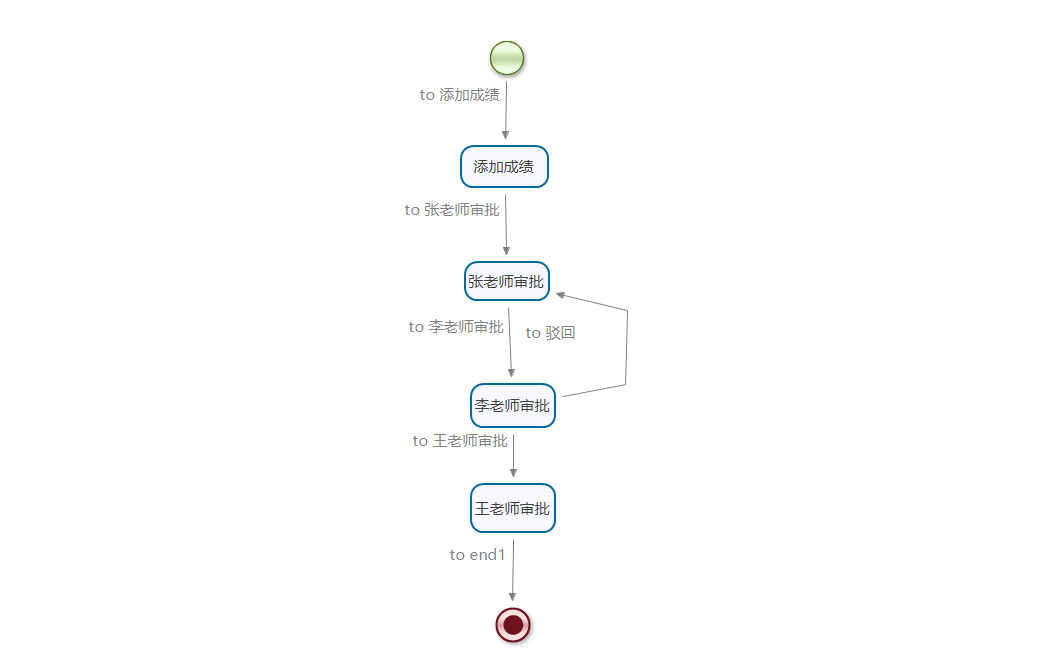 to 添加成绩
添加成绩
to 张老师审批
张老师审批
to 李老师审批
to 驳回
李老师审批
to 王老师审批
王老师审批
to end1